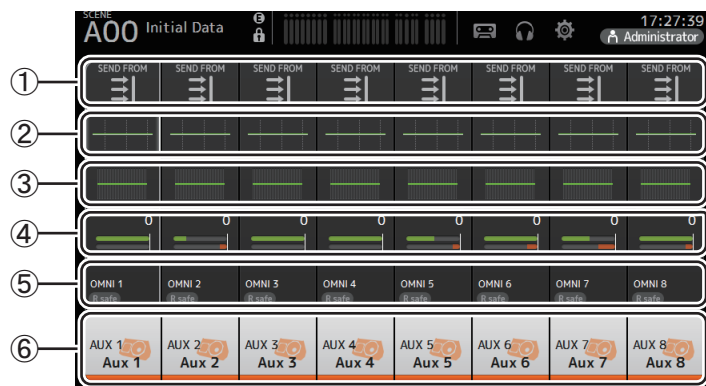 SCENE
A00 Initial Data
E
17:27:39
Administrator
① SEND FROM SEND FROM SEND FROM SEND FROM SEND FROM SEND FROM SEND FROM SEND FROM
②
③
④ 0 0 0 0 0 0 0 0
⑤ OMNI 1 OMNI 2 OMNI 3 OMNI 4 OMNI 5 OMNI 6 OMNI 7 OMNI 8
R safe R safe R safe R safe R safe R safe R safe R safe
⑥ AUX 1 AUX 2 AUX 3 AUX 4 AUX 5 AUX 6 AUX 7 AUX 8
Aux 1 Aux 2 Aux 3 Aux 4 Aux 5 Aux 6 Aux 7 Aux 8